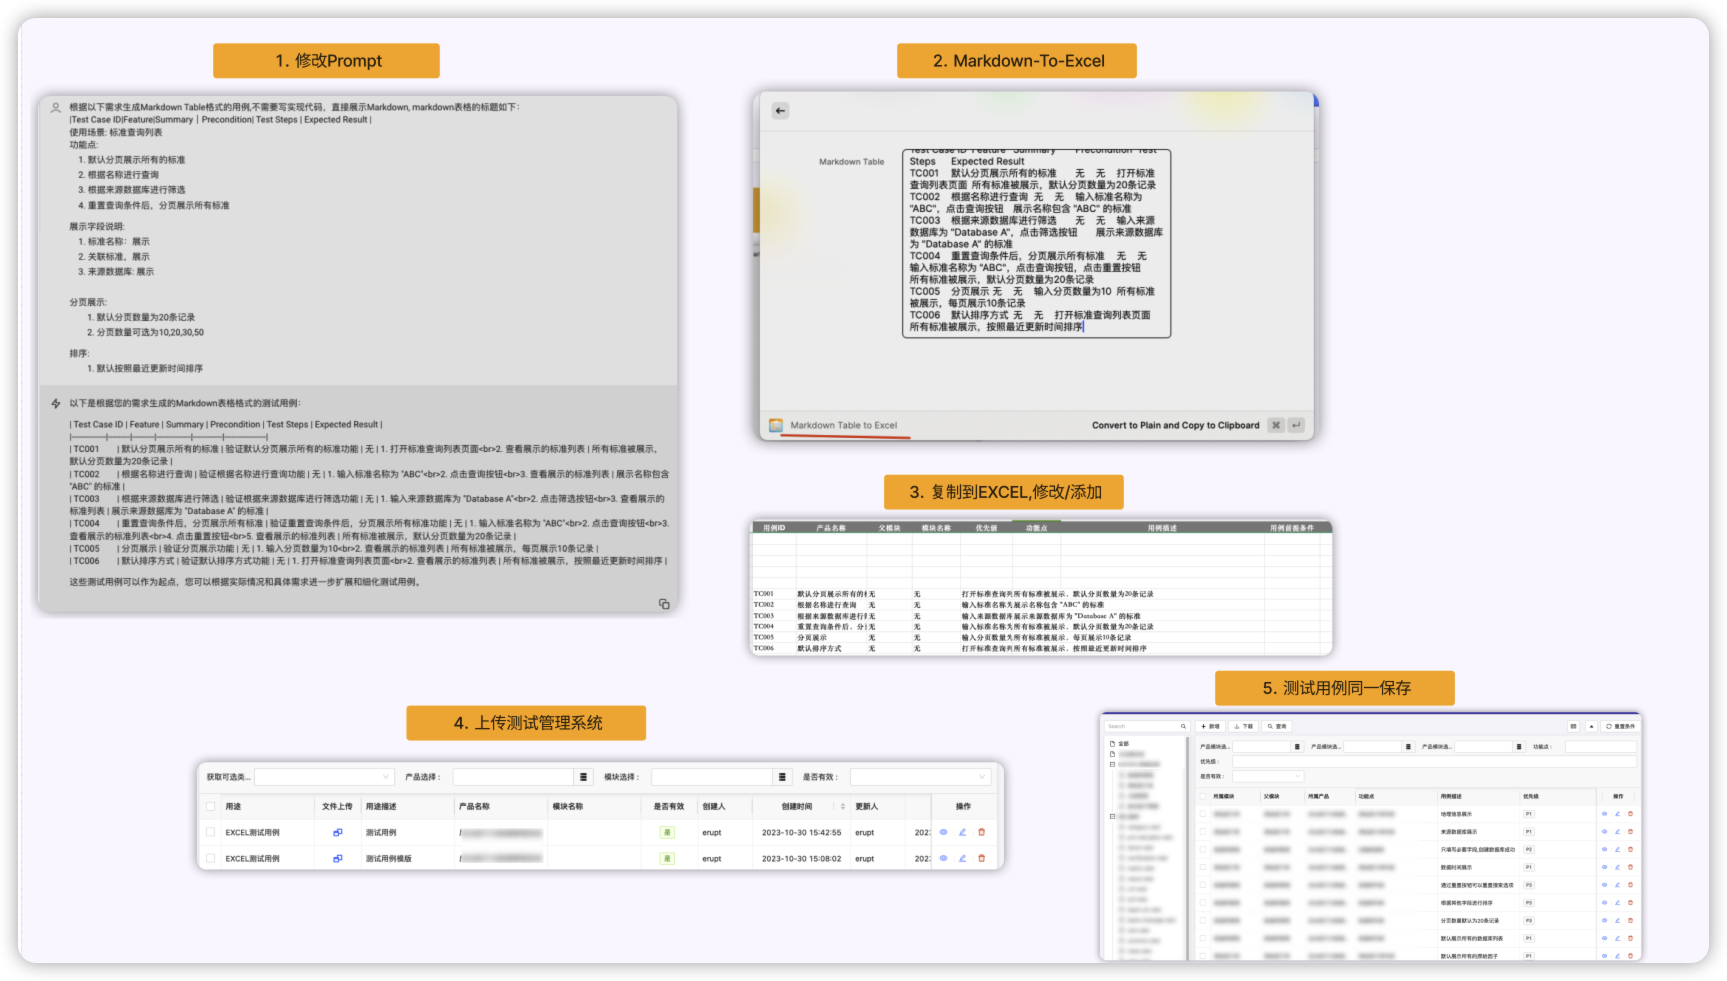 1. 修改Prompt
根据以下需求生成Markdown Table格式的用例,不需要写实现代码，直接展示Markdown, markdown表格的标题如下：
|Test Case ID|Feature|Summary | Precondition| Test Steps | Expected Result |
使用场景: 标准查询列表
功能点:
1. 默认分页展示所有的标准
2. 根据名称进行查询
3. 根据来源数据库进行筛选
4. 重置查询条件后，分页展示所有标准
展示字段说明:
1. 标准名称：展示
2. 关联标准，展示
3. 来源数据库: 展示
分页展示:
1. 默认分页数量为20条记录
2. 分页数量可选为10,20,30,50
排序:
1. 默认按照最近更新时间排序
以下是根据您的需求生成的Markdown表格格式的测试用例：
| Test Case ID | Feature | Summary | Precondition | Test Steps | Expected Result |
| TC001 | 默认分页展示所有的标准 | 验证默认分页展示所有的标准功能 | 无 | 1. 打开标准查询列表页面<br>2. 查看展示的标准列表 | 所有标准被展示，
默认分页数量为20条记录 |
| TC002 | 根据名称进行查询 | 验证根据名称进行查询功能 | 无 | 1. 输入标准名称为 "ABC"<br>2. 点击查询按钮<br>3. 查看展示的标准列表 | 展示名称包含
"ABC" 的标准 |
| TC003 | 根据来源数据库进行筛选 | 验证根据来源数据库进行筛选功能 | 无 | 1. 输入来源数据库为 "Database A"<br>2. 点击筛选按钮<br>3. 查看展示的
标准列表 | 展示来源数据库为 "Database A" 的标准 |
| TC004 | 重置查询条件后，分页展示所有标准 | 验证重置查询条件后，分页展示所有标准功能 | 无 | 1. 输入标准名称为 "ABC"<br>2. 点击查询按钮<br>3.
查看展示的标准列表<br>4. 点击重置按钮<br>5. 查看展示的标准列表 | 所有标准被展示，默认分页数量为20条记录 |
| TC005 | 分页展示 | 验证分页展示功能 | 无 | 1. 输入分页数量为10<br>2. 查看展示的标准列表 | 所有标准被展示，每页展示10条记录 |
| TC006 | 默认排序方式 | 验证默认排序方式功能 | 无 | 1. 打开标准查询列表页面<br>2. 查看展示的标准列表 | 所有标准被展示，按照最近更新时间排序 |
这些测试用例可以作为起点，您可以根据实际情况和具体需求进一步扩展和细化测试用例。
2. Markdown-To-Excel
Markdown Table
Test Case ID Feature Summary Precondition Test
Steps Expected Result
TC001 默认分页展示所有的标准 无 无 打开标准
查询列表页面 所有标准被展示，默认分页数量为20条记录
TC002 根据名称进行查询 无 无 输入标准名称为
"ABC"，点击查询按钮 展示名称包含 "ABC" 的标准
TC003 根据来源数据库进行筛选 无 无 输入来源
数据库为 "Database A"，点击筛选按钮 展示来源数据库
为 "Database A" 的标准
TC004 重置查询条件后，分页展示所有标准 无 无
输入标准名称为 "ABC"，点击查询按钮，点击重置按钮
所有标准被展示，默认分页数量为20条记录
TC005 分页展示 无 无 输入分页数量为10 所有标准
被展示，每页展示10条记录
TC006 默认排序方式 无 无 打开标准查询列表页面
所有标准被展示，按照最近更新时间排序
Markdown Table to Excel
Convert to Plain and Copy to Clipboard ⌘ ↵
3. 复制到EXCEL,修改/添加
用例ID 产品名称 父模块 模块名称 优先级 功能点 用例描述 用例前置条件
TC001 默认分页展示所有的 无 无 打开标准查询 所有标准被展示，默认分页数量为20条记录
TC002 根据名称进行查询 无 无 输入标准名称为 展示名称包含 "ABC" 的标准
TC003 根据来源数据库进行 无 无 输入来源数据库 展示来源数据库为 "Database A" 的标准
TC004 重置查询条件后，分 无 无 输入标准名称为 所有标准被展示，默认分页数量为20条记录
TC005 分页展示 无 无 输入分页数量为 所有标准被展示，每页展示10条记录
TC006 默认排序方式 无 无 打开标准查询 所有标准被展示，按照最近更新时间排序
4. 上传测试管理系统
获取可选类... 产品选择： 模块选择： 是否有效：
用途 文件上传 用途描述 产品名称 模块名称 是否有效 创建人 创建时间 更新人 操作
EXCEL测试用例 测试用例 是 erupt 2023-10-30 15:42:55 erupt 202
EXCEL测试用例 测试用例模版 是 erupt 2023-10-30 15:08:02 erupt 202
5. 测试用例同一保存
Search 新增 下载 查询 重置条件
全部
产品模块选... 产品模块选... 产品模块选... 功能点：
优先级：
是否有效：
所属模块 父模块 所属产品 功能点 用例描述 优先级 操作
地理信息展示 P1
来源数据库展示 P1
只填写必要字段,创建数据库成功 P2
数据时间展示 P1
通过重置按钮可以重置搜索选项 P2
根据其他字段进行排序 P3
分页数量默认为20条记录 P3
默认展示所有的数据库列表 P1
默认展示所有的原始因子 P1